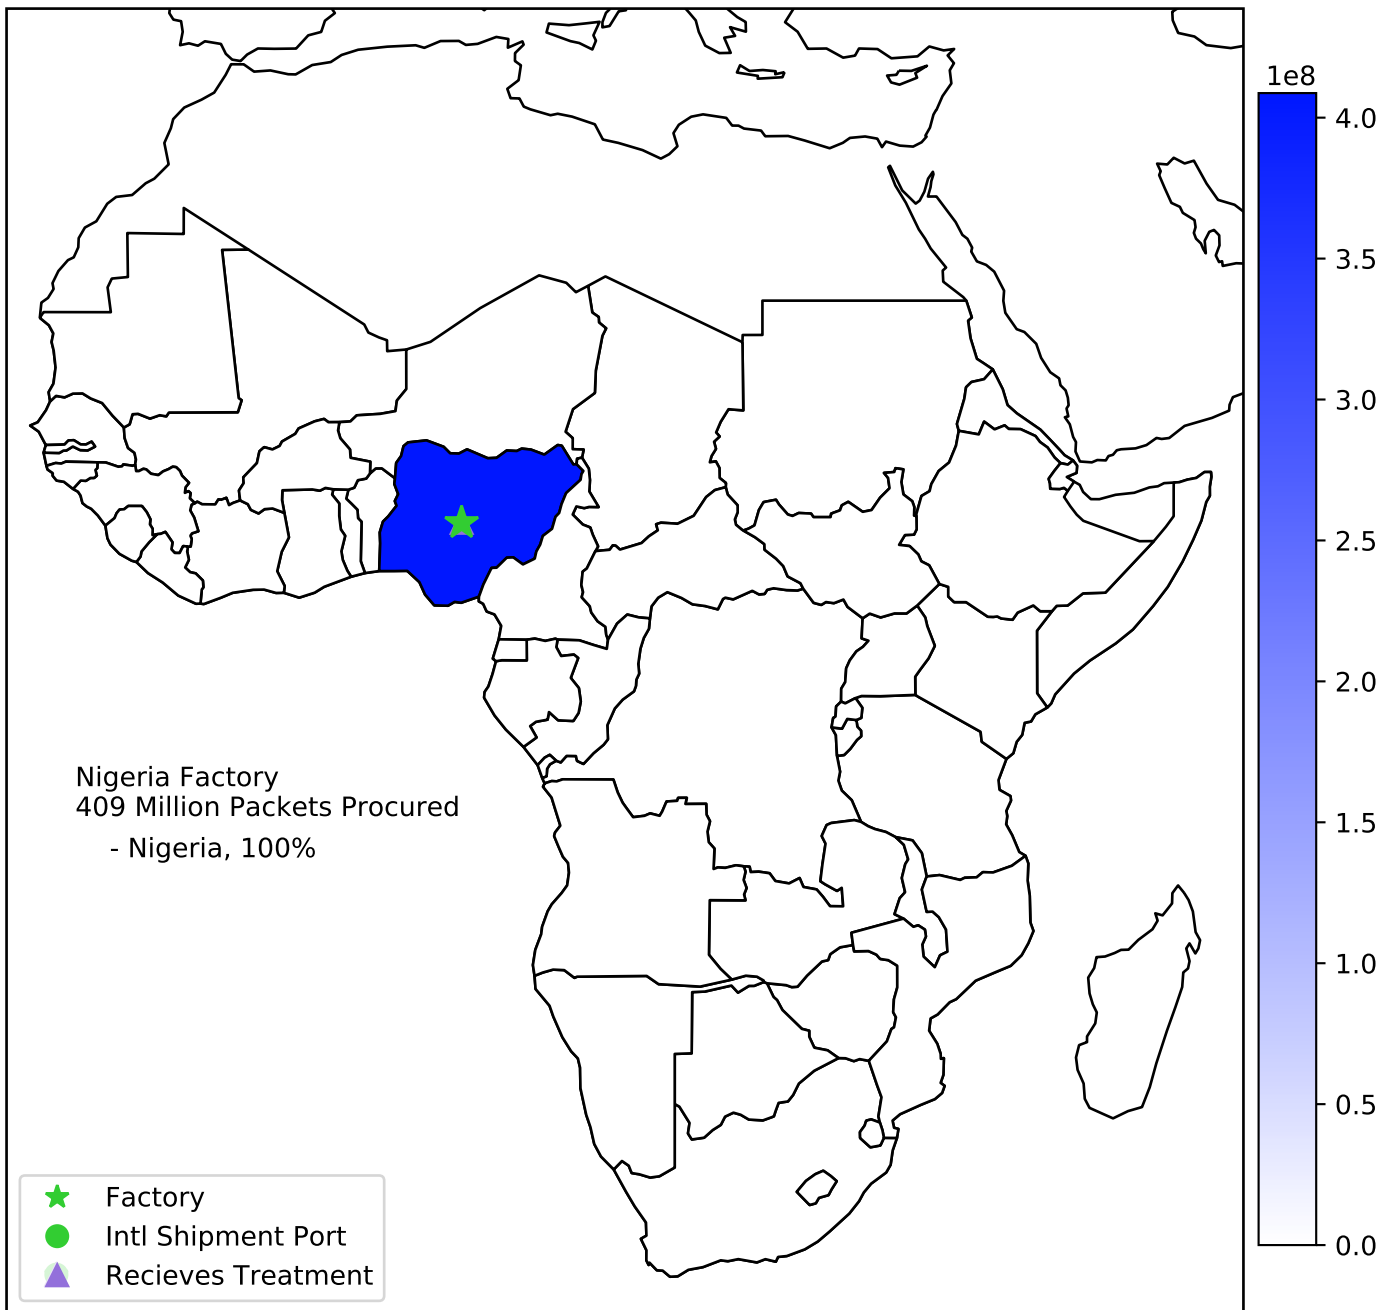 1e8
4.0
3.5
3.0
2.5
2.0
1.5
1.0
0.5
0.0
Nigeria Factory
409 Million Packets Procured
- Nigeria, 100%
Factory
Intl Shipment Port
Recieves Treatment